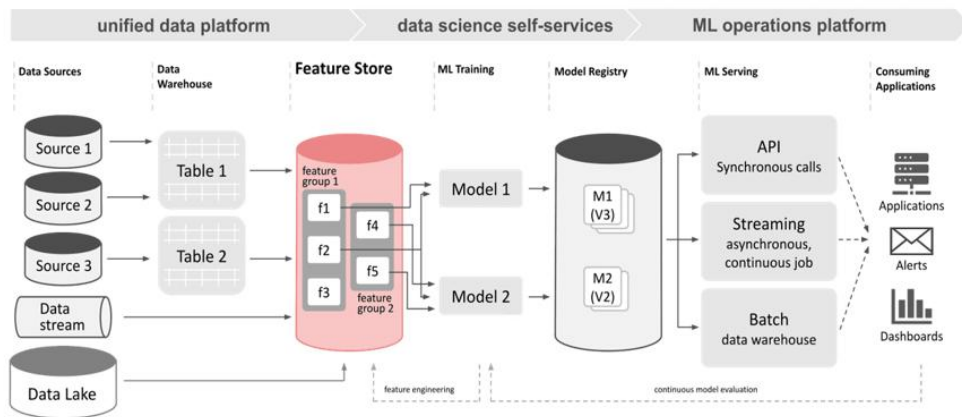 unified data platform
data science self-services
ML operations platform
Data Sources
Data
Warehouse
Feature Store
ML Training
Model Registry
ML Serving
Consuming
Applications
Source 1
Source 2
Source 3
Data
stream
Data Lake
Table 1
Table 2
feature
group 1
f1
f2
f3
f4
f5
feature
group 2
Model 1
Model 2
M1
(V3)
M2
(V2)
API
Synchronous calls
Streaming
asynchronous,
continuous job
Batch
data warehouse
Applications
Alerts
Dashboards
feature engineering
continuous model evaluation